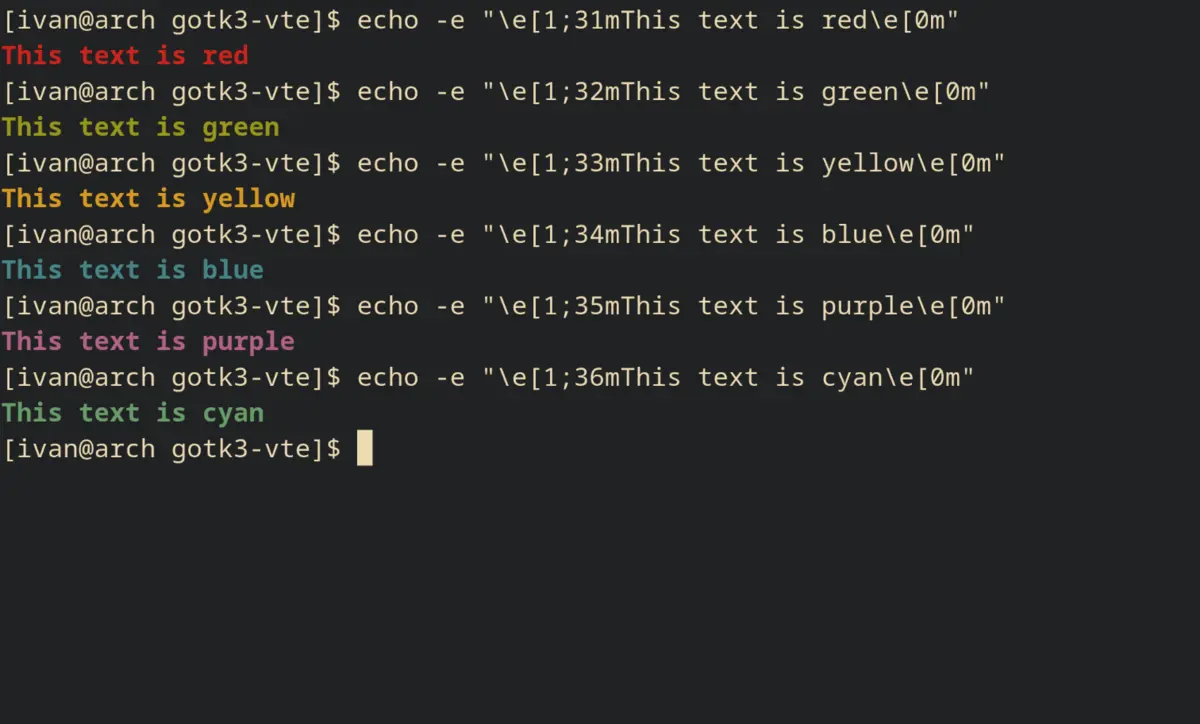 [ivan@arch gotk3-vte]$ echo -e "\e[1;31mThis text is red\e[0m"
This text is red
[ivan@arch gotk3-vte]$ echo -e "\e[1;32mThis text is green\e[0m"
This text is green
[ivan@arch gotk3-vte]$ echo -e "\e[1;33mThis text is yellow\e[0m"
This text is yellow
[ivan@arch gotk3-vte]$ echo -e "\e[1;34mThis text is blue\e[0m"
This text is blue
[ivan@arch gotk3-vte]$ echo -e "\e[1;35mThis text is purple\e[0m"
This text is purple
[ivan@arch gotk3-vte]$ echo -e "\e[1;36mThis text is cyan\e[0m"
This text is cyan
[ivan@arch gotk3-vte]$